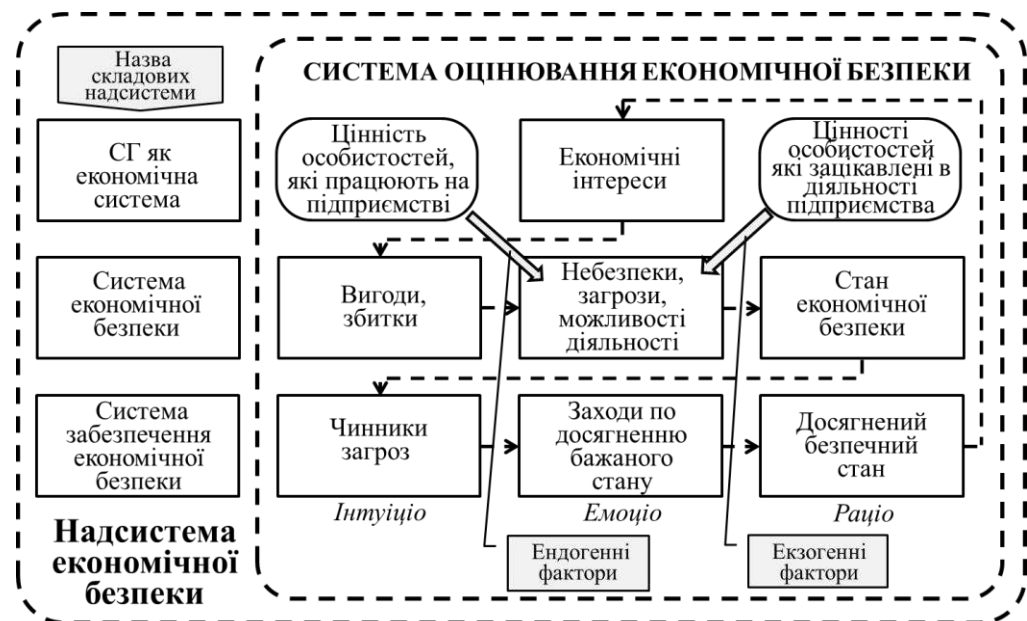 Назва
складових
надсистеми
СИСТЕМА ОЦІНЮВАННЯ ЕКОНОМІЧНОЇ БЕЗПЕКИ
СГ як
економічна
система
Цінність
особистостей,
які працюють на
підприємстві
Економічні
інтереси
Цінності
особистостей
які зацікавлені в
діяльності
підприємства
Система
економічної
безпеки
Вигоди,
збитки
Небезпеки,
загрози,
можливості
діяльності
Стан
економічної
безпеки
Система
забезпечення
економічної
безпеки
Чинники
загроз
Заходи по
досягненню
бажаного
стану
Досягнений
безпечний
стан
Інтуіціо
Емоціо
Раціо
Надсистема
економічної
безпеки
Ендогенні
фактори
Екзогенні
фактори